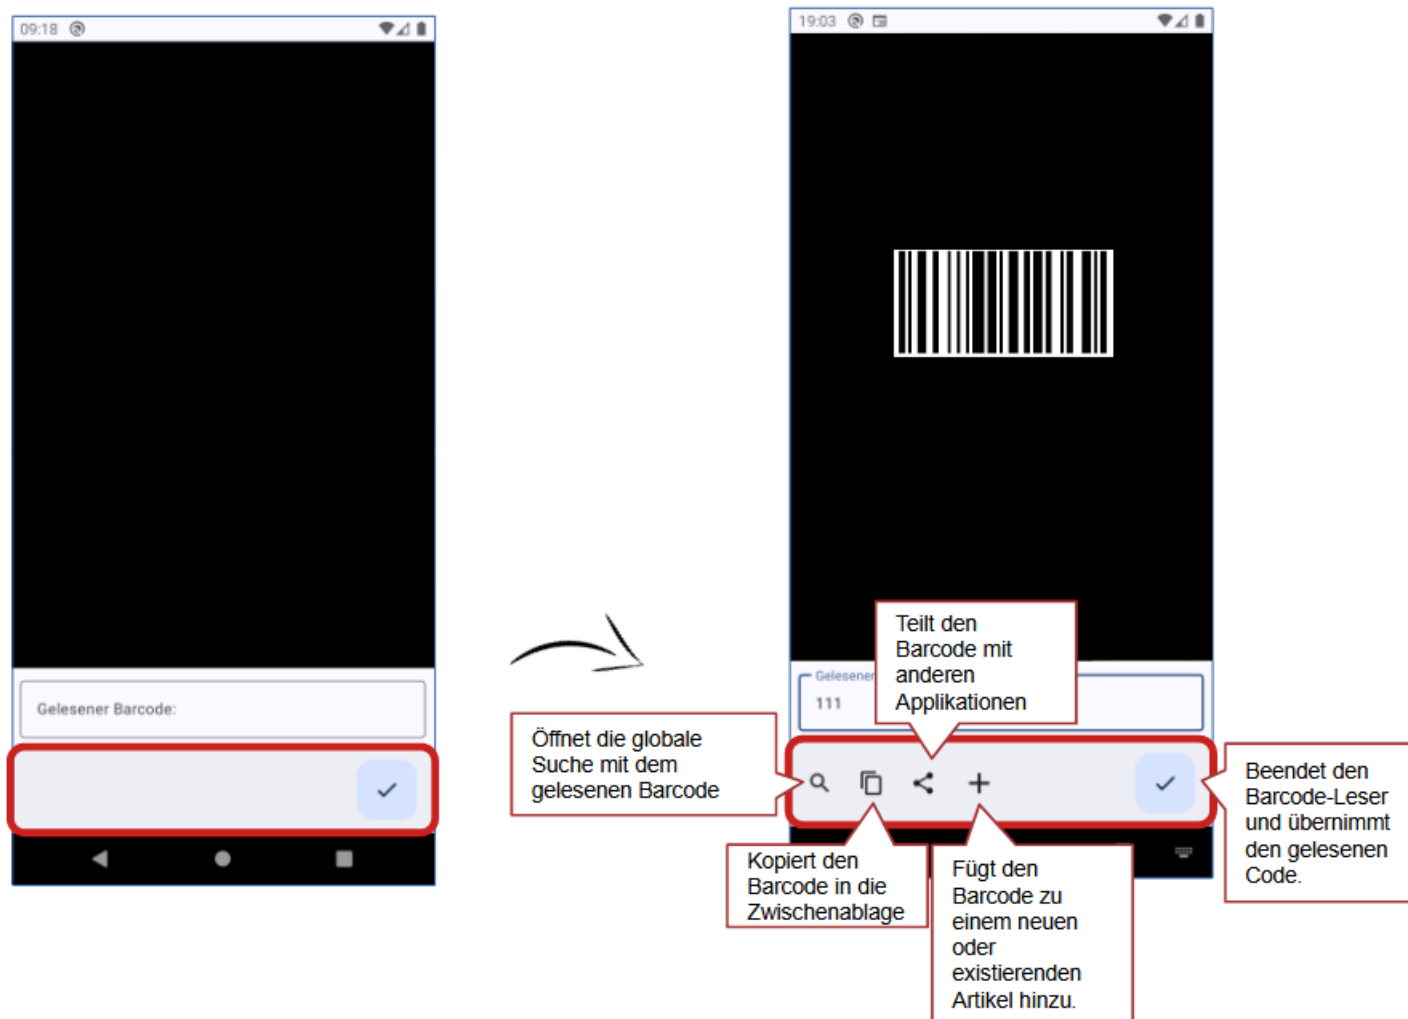 09:18
Gelesener Barcode:
19:03
Gelesener
111
Teilt den
Barcode mit
anderen
Applikationen
Öffnet die globale
Suche mit dem
gelesenen Barcode
Kopiert den
Barcode in die
Zwischenablage
Fügt den
Barcode zu
einem neuen
oder
existierenden
Artikel hinzu.
Beendet den
Barcode-Leser
und übernimmt
den gelesenen
Code.